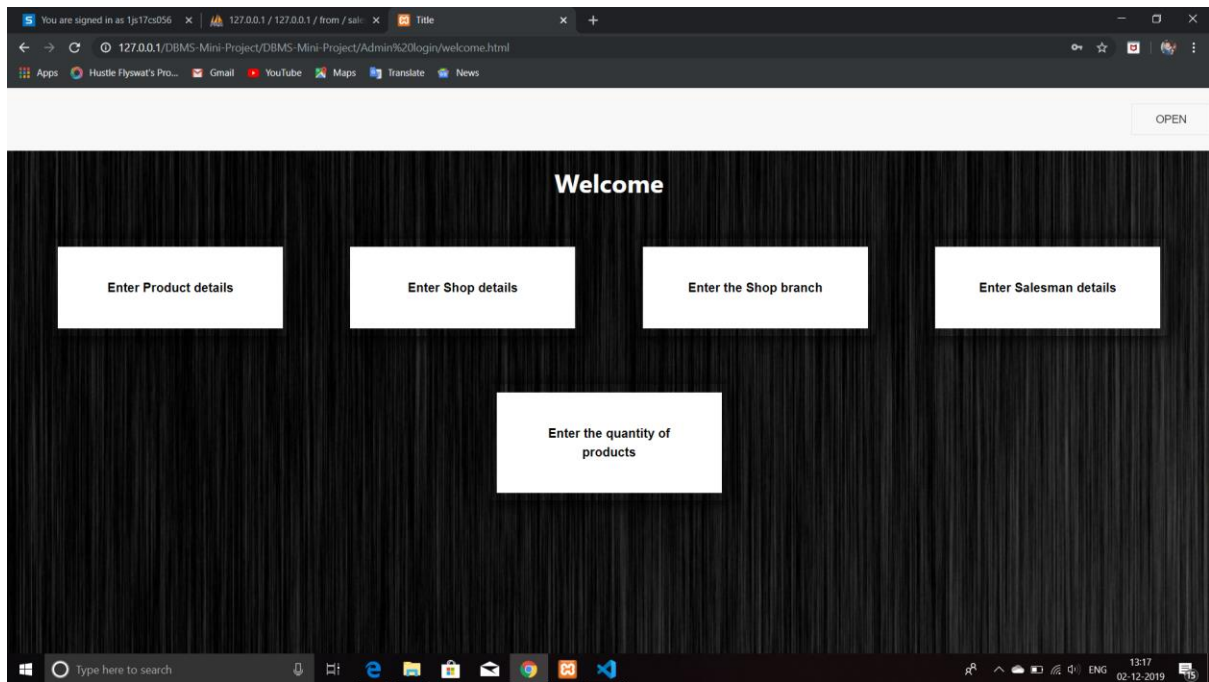 You are signed in as 1js17cs056
127.0.0.1 / 127.0.0.1 / from / sale
Title
127.0.0.1/DBMS-Mini-Project/DBMS-Mini-Project/Admin%20login/welcome.html
Apps Hustle Flyswat's Pro... Gmail YouTube Maps Translate News
OPEN
Welcome
Enter Product details
Enter Shop details
Enter the Shop branch
Enter Salesman details
Enter the quantity of
products
Type here to search
ENG
13:17
02-12-2019
15